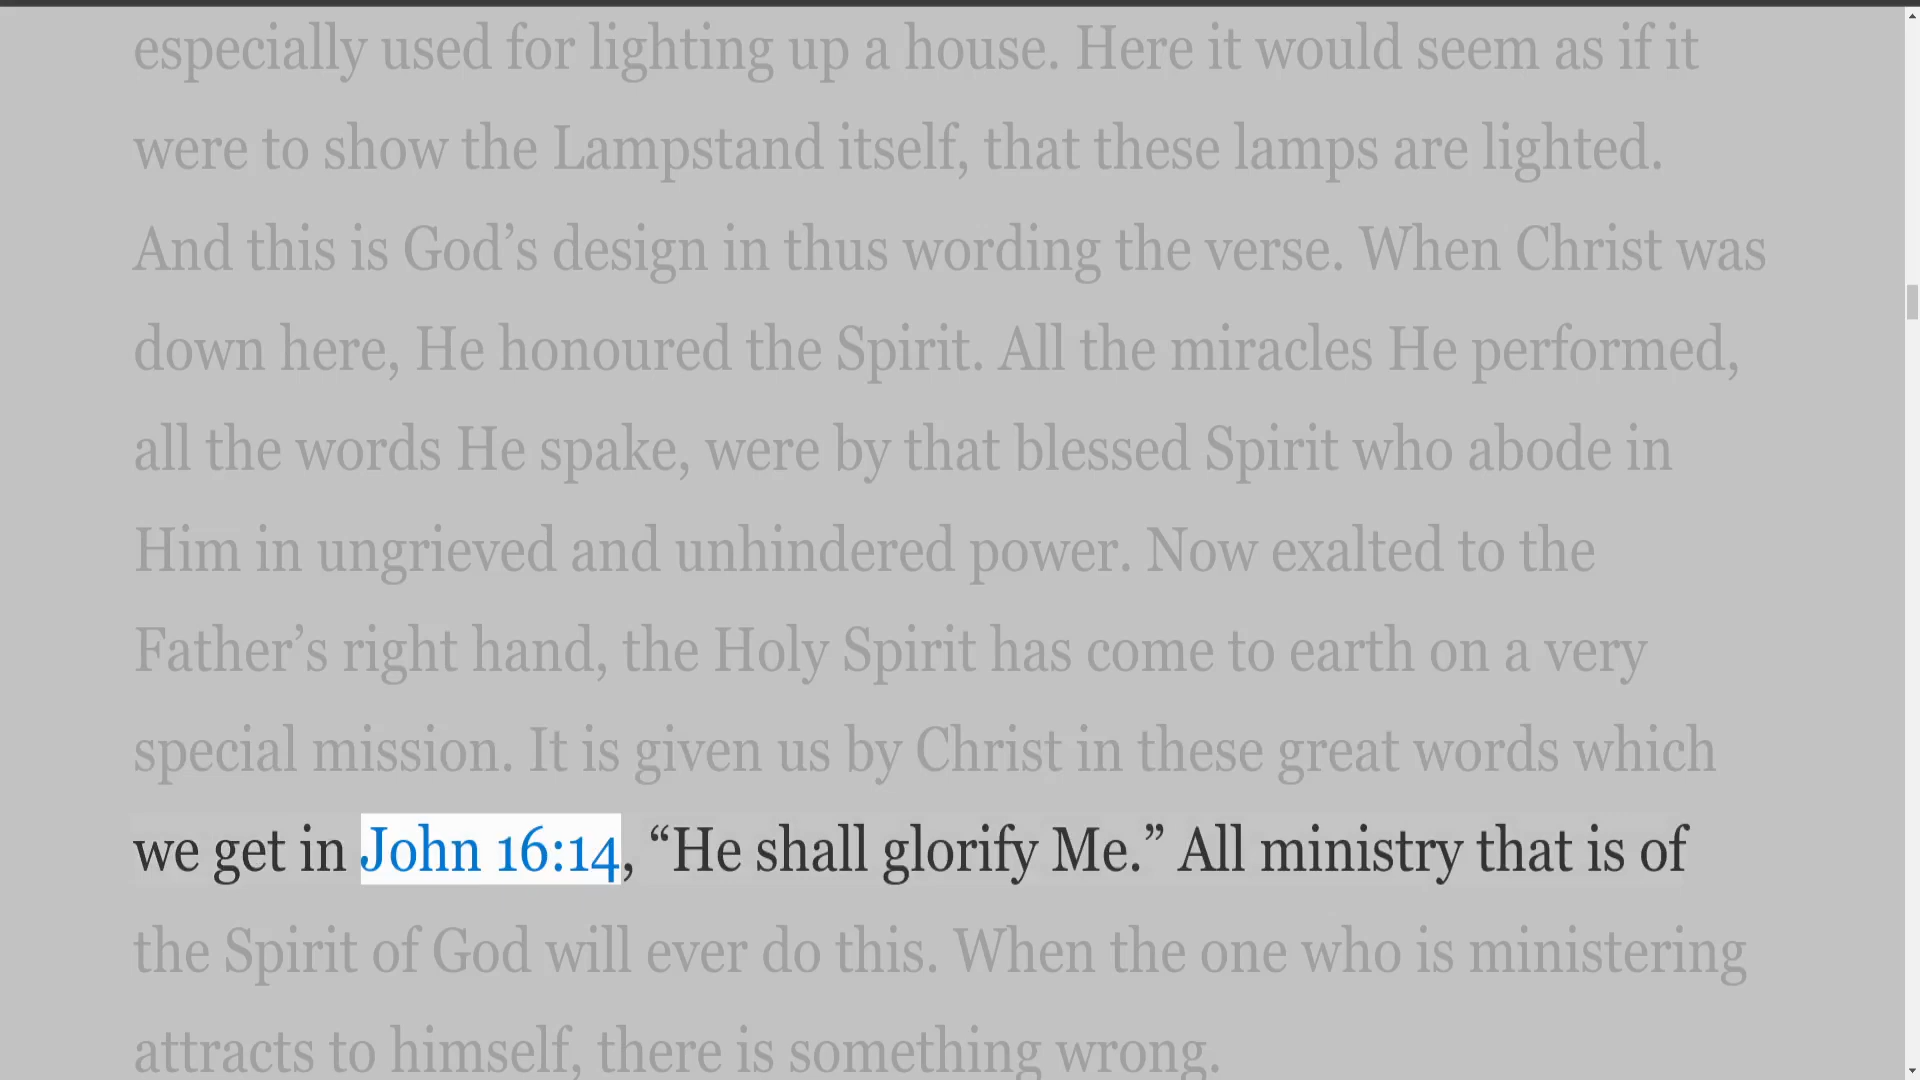 especially used for lighting up a house. Here it would seem as if it
were to show the Lampstand itself, that these lamps are lighted.
And this is God’s design in thus wording the verse. When Christ was
down here, He honoured the Spirit. All the miracles He performed,
all the words He spake, were by that blessed Spirit who abode in
Him in ungrieved and unhindered power. Now exalted to the
Father’s right hand, the Holy Spirit has come to earth on a very
special mission. It is given us by Christ in these great words which
we get in John 16:14, “He shall glorify Me.” All ministry that is of
the Spirit of God will ever do this. When the one who is ministering
attracts to himself, there is something wrong.